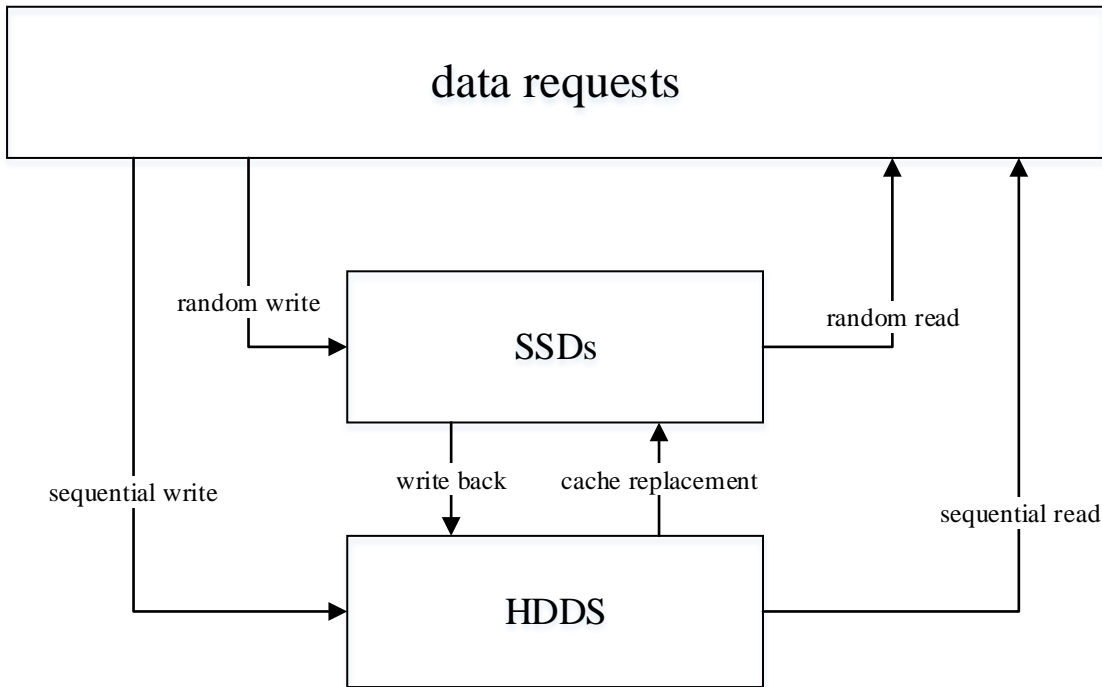 data requests
random write
SSDs
random read
sequential write
write back
cache replacement
sequential read
HDDS